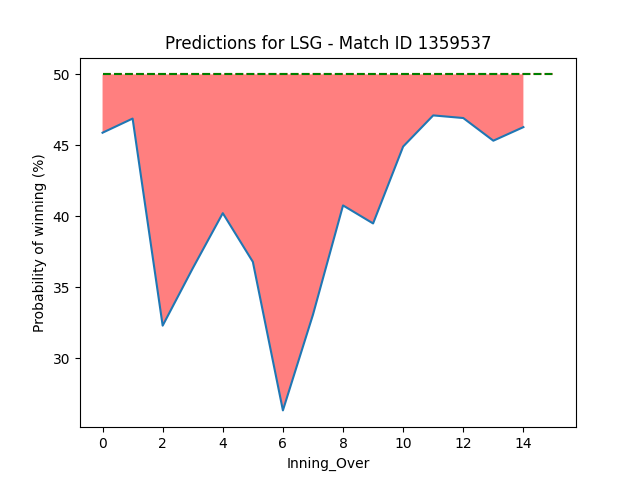 Predictions for LSG - Match ID 1359537
50
45
40
35
30
Probability of winning (%)
0 2 4 6 8 10 12 14
Inning_Over